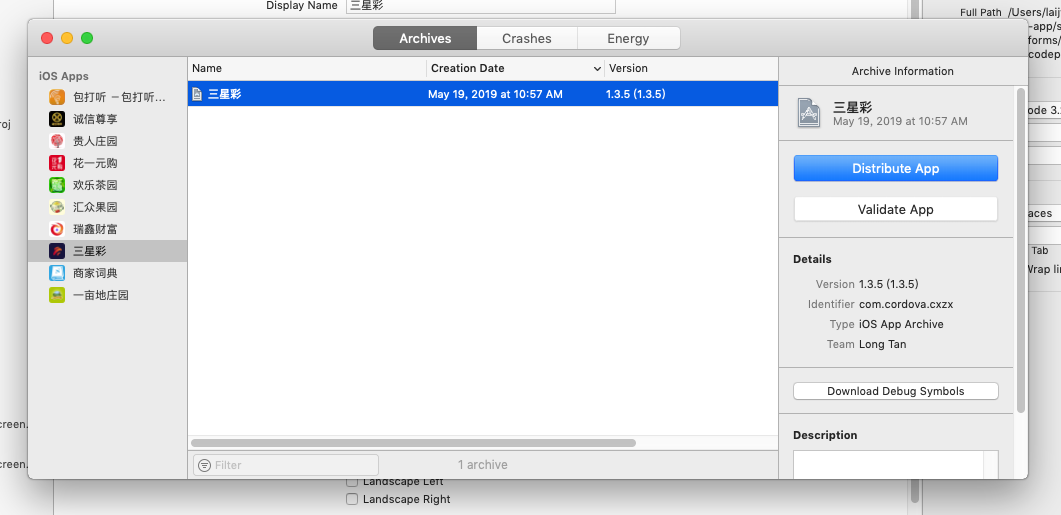 Display Name 三星彩
Full Path /Users/laij
-app/s
forms/
codep
Archives Crashes Energy
iOS Apps
包打听 －包打听…
诚信尊享
贵人庄园
花一元购
欢乐茶园
汇众果园
瑞鑫财富
三星彩
商家词典
一亩地庄园
Name Creation Date Version
三星彩 May 19, 2019 at 10:57 AM 1.3.5 (1.3.5)
Filter
1 archive
Archive Information
三星彩
May 19, 2019 at 10:57 AM
Distribute App
Validate App
Details
Version 1.3.5 (1.3.5)
Identifier com.cordova.cxzx
Type iOS App Archive
Team Long Tan
Download Debug Symbols
Description
roj
creen.
creen.
ode 3.
aces
Tab
Wrap lin
Landscape Left
Landscape Right